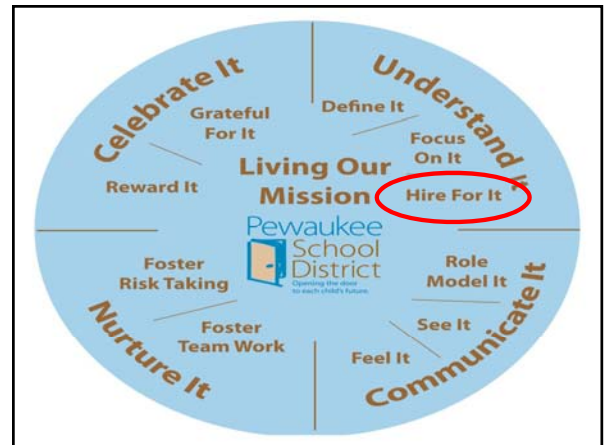 Celebrate It
Grateful
For It
Reward It
Understand It
Define It
Focus
On It
Hire For It
Living Our
Mission
Pewaukee
School
District
Opening the door
to each child's future.
Foster
Risk Taking
Foster
Team Work
Nurture It
Role
Model It
See It
Feel It
Communicate It